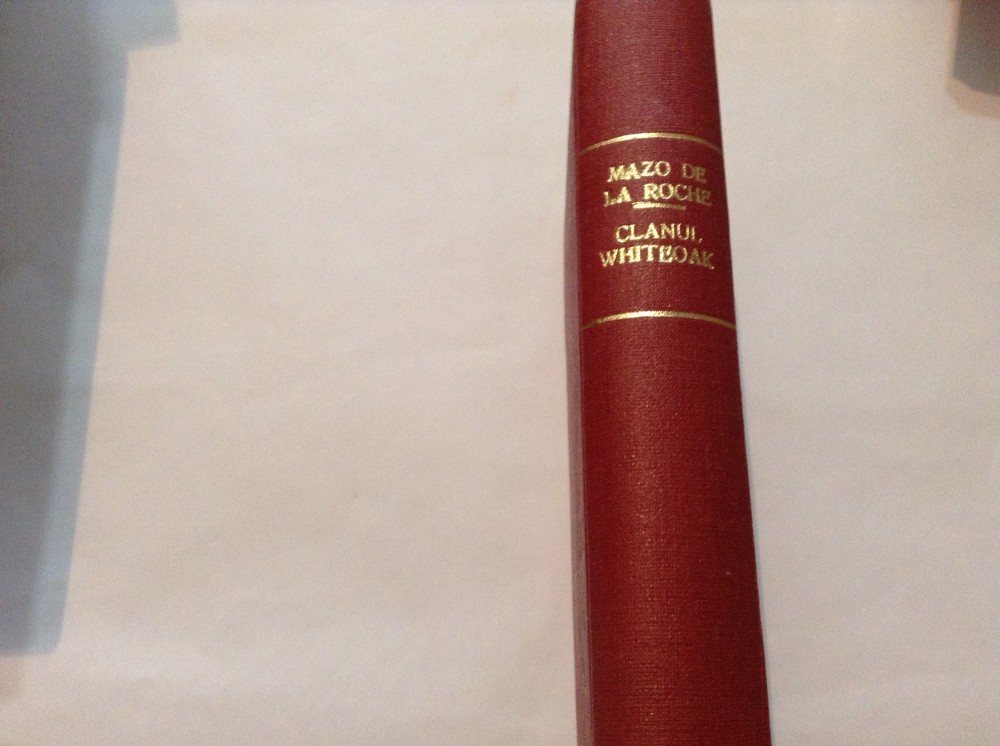 MAZO DE
LA ROCHE
CLANUL
WHITEOAK